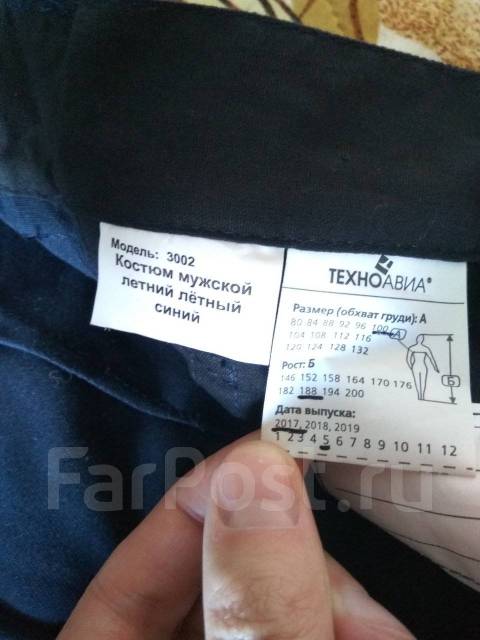 Модель: 3002
Костюм мужской
летний лётный
синий
ТЕХНОАВИА®
Размер (обхват груди): А
80 84 88 92 96 100 А
104 108 112 116
120 124 128 132
Рост: Б
146 152 158 164 170 176
182 188 194 200
Б
Дата выпуска:
2017, 2018, 2019
1 2 3 4 5 6 7 8 9 10 11 12
FarPost.ru